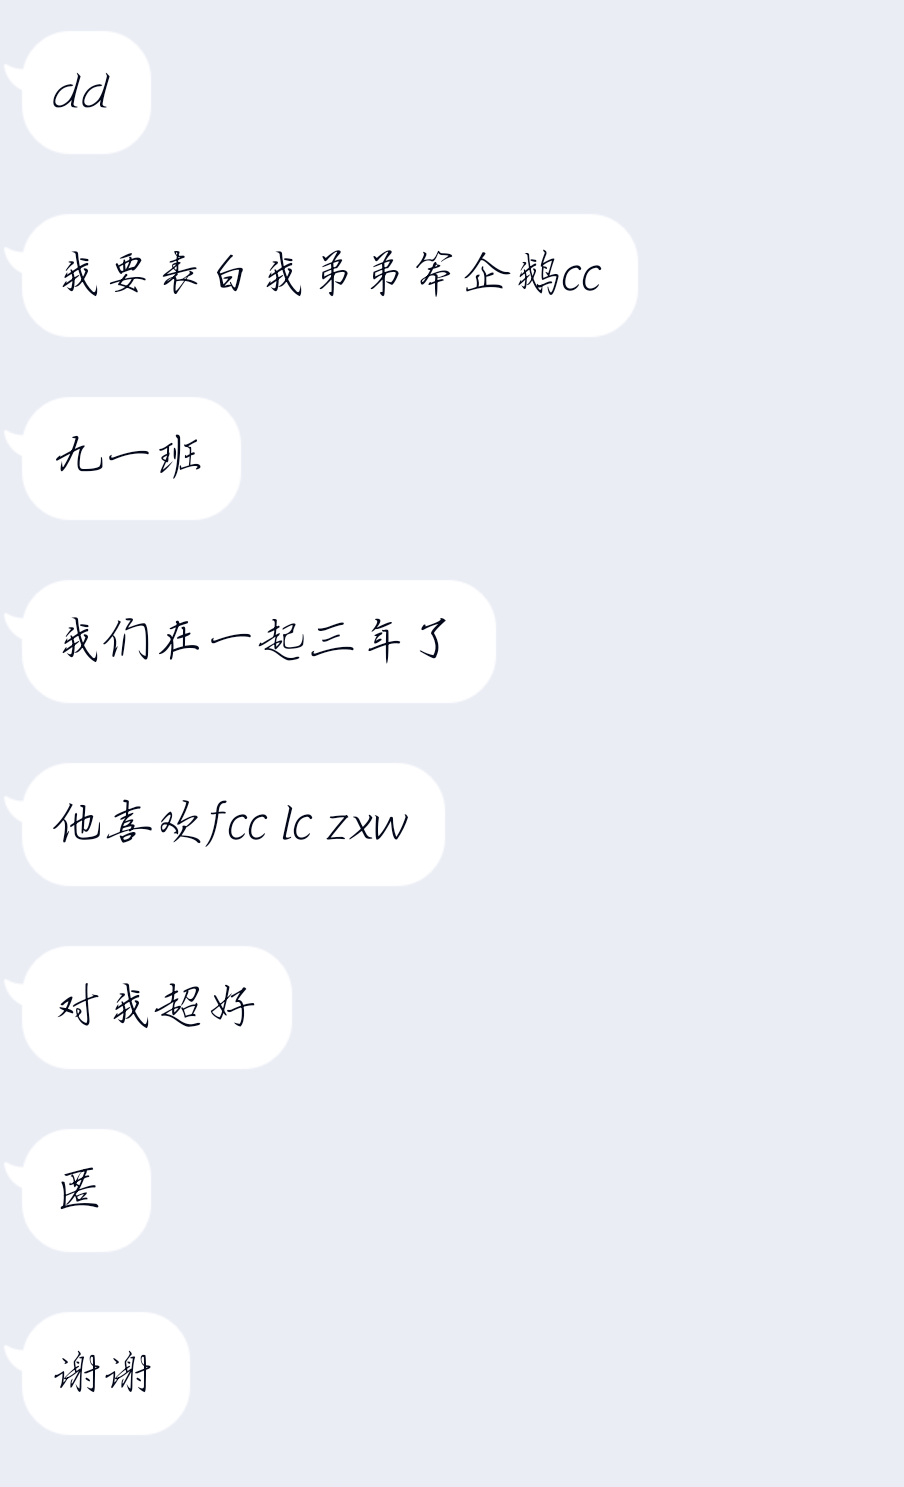 dd
我要表白我弟弟笨企鹅cc
九一班
我们在一起三年了
他喜欢fcc lc zxw
对我超好
匿
谢谢